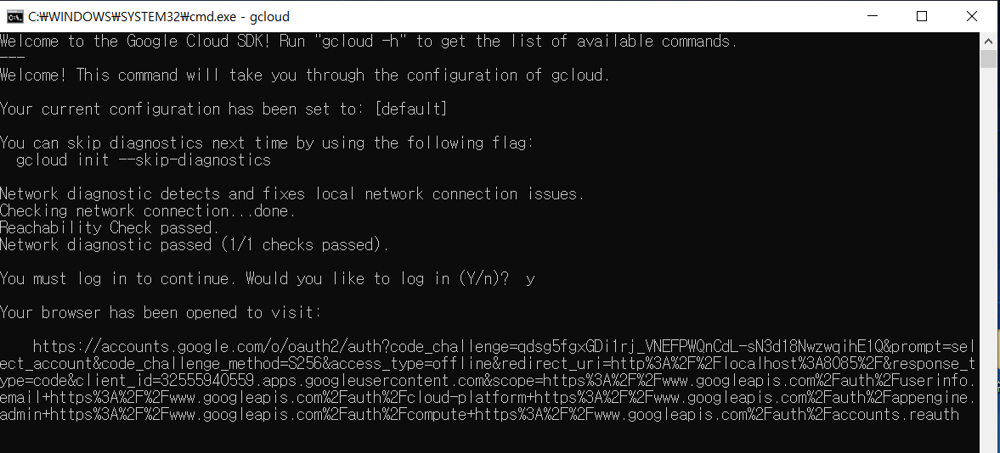 C:₩WINDOWS₩SYSTEM32₩cmd.exe - gcloud
Welcome to the Google Cloud SDK! Run "gcloud -h" to get the list of available commands.
---
Welcome! This command will take you through the configuration of gcloud.
Your current configuration has been set to: [default]
You can skip diagnostics next time by using the following flag:
  gcloud init --skip-diagnostics
Network diagnostic detects and fixes local network connection issues.
Checking network connection...done.
Reachability Check passed.
Network diagnostic passed (1/1 checks passed).
You must log in to continue. Would you like to log in (Y/n)?  y
Your browser has been opened to visit:
    https://accounts.google.com/o/oauth2/auth?code_challenge=qdsg5fgxGDi1rj_VNEFPWQnCdL-sN3d18NwzwqihE1Q&prompt=sel
ect_account&code_challenge_method=S256&access_type=offline&redirect_uri=http%3A%2F%2Flocalhost%3A8085%2F&response_t
ype=code&client_id=32555940559.apps.googleusercontent.com&scope=https%3A%2F%2Fwww.googleapis.com%2Fauth%2Fuserinfo.
email+https%3A%2F%2Fwww.googleapis.com%2Fauth%2Fcloud-platform+https%3A%2F%2Fwww.googleapis.com%2Fauth%2Fappengine.
admin+https%3A%2F%2Fwww.googleapis.com%2Fauth%2Fcompute+https%3A%2F%2Fwww.googleapis.com%2Fauth%2Faccounts.reauth